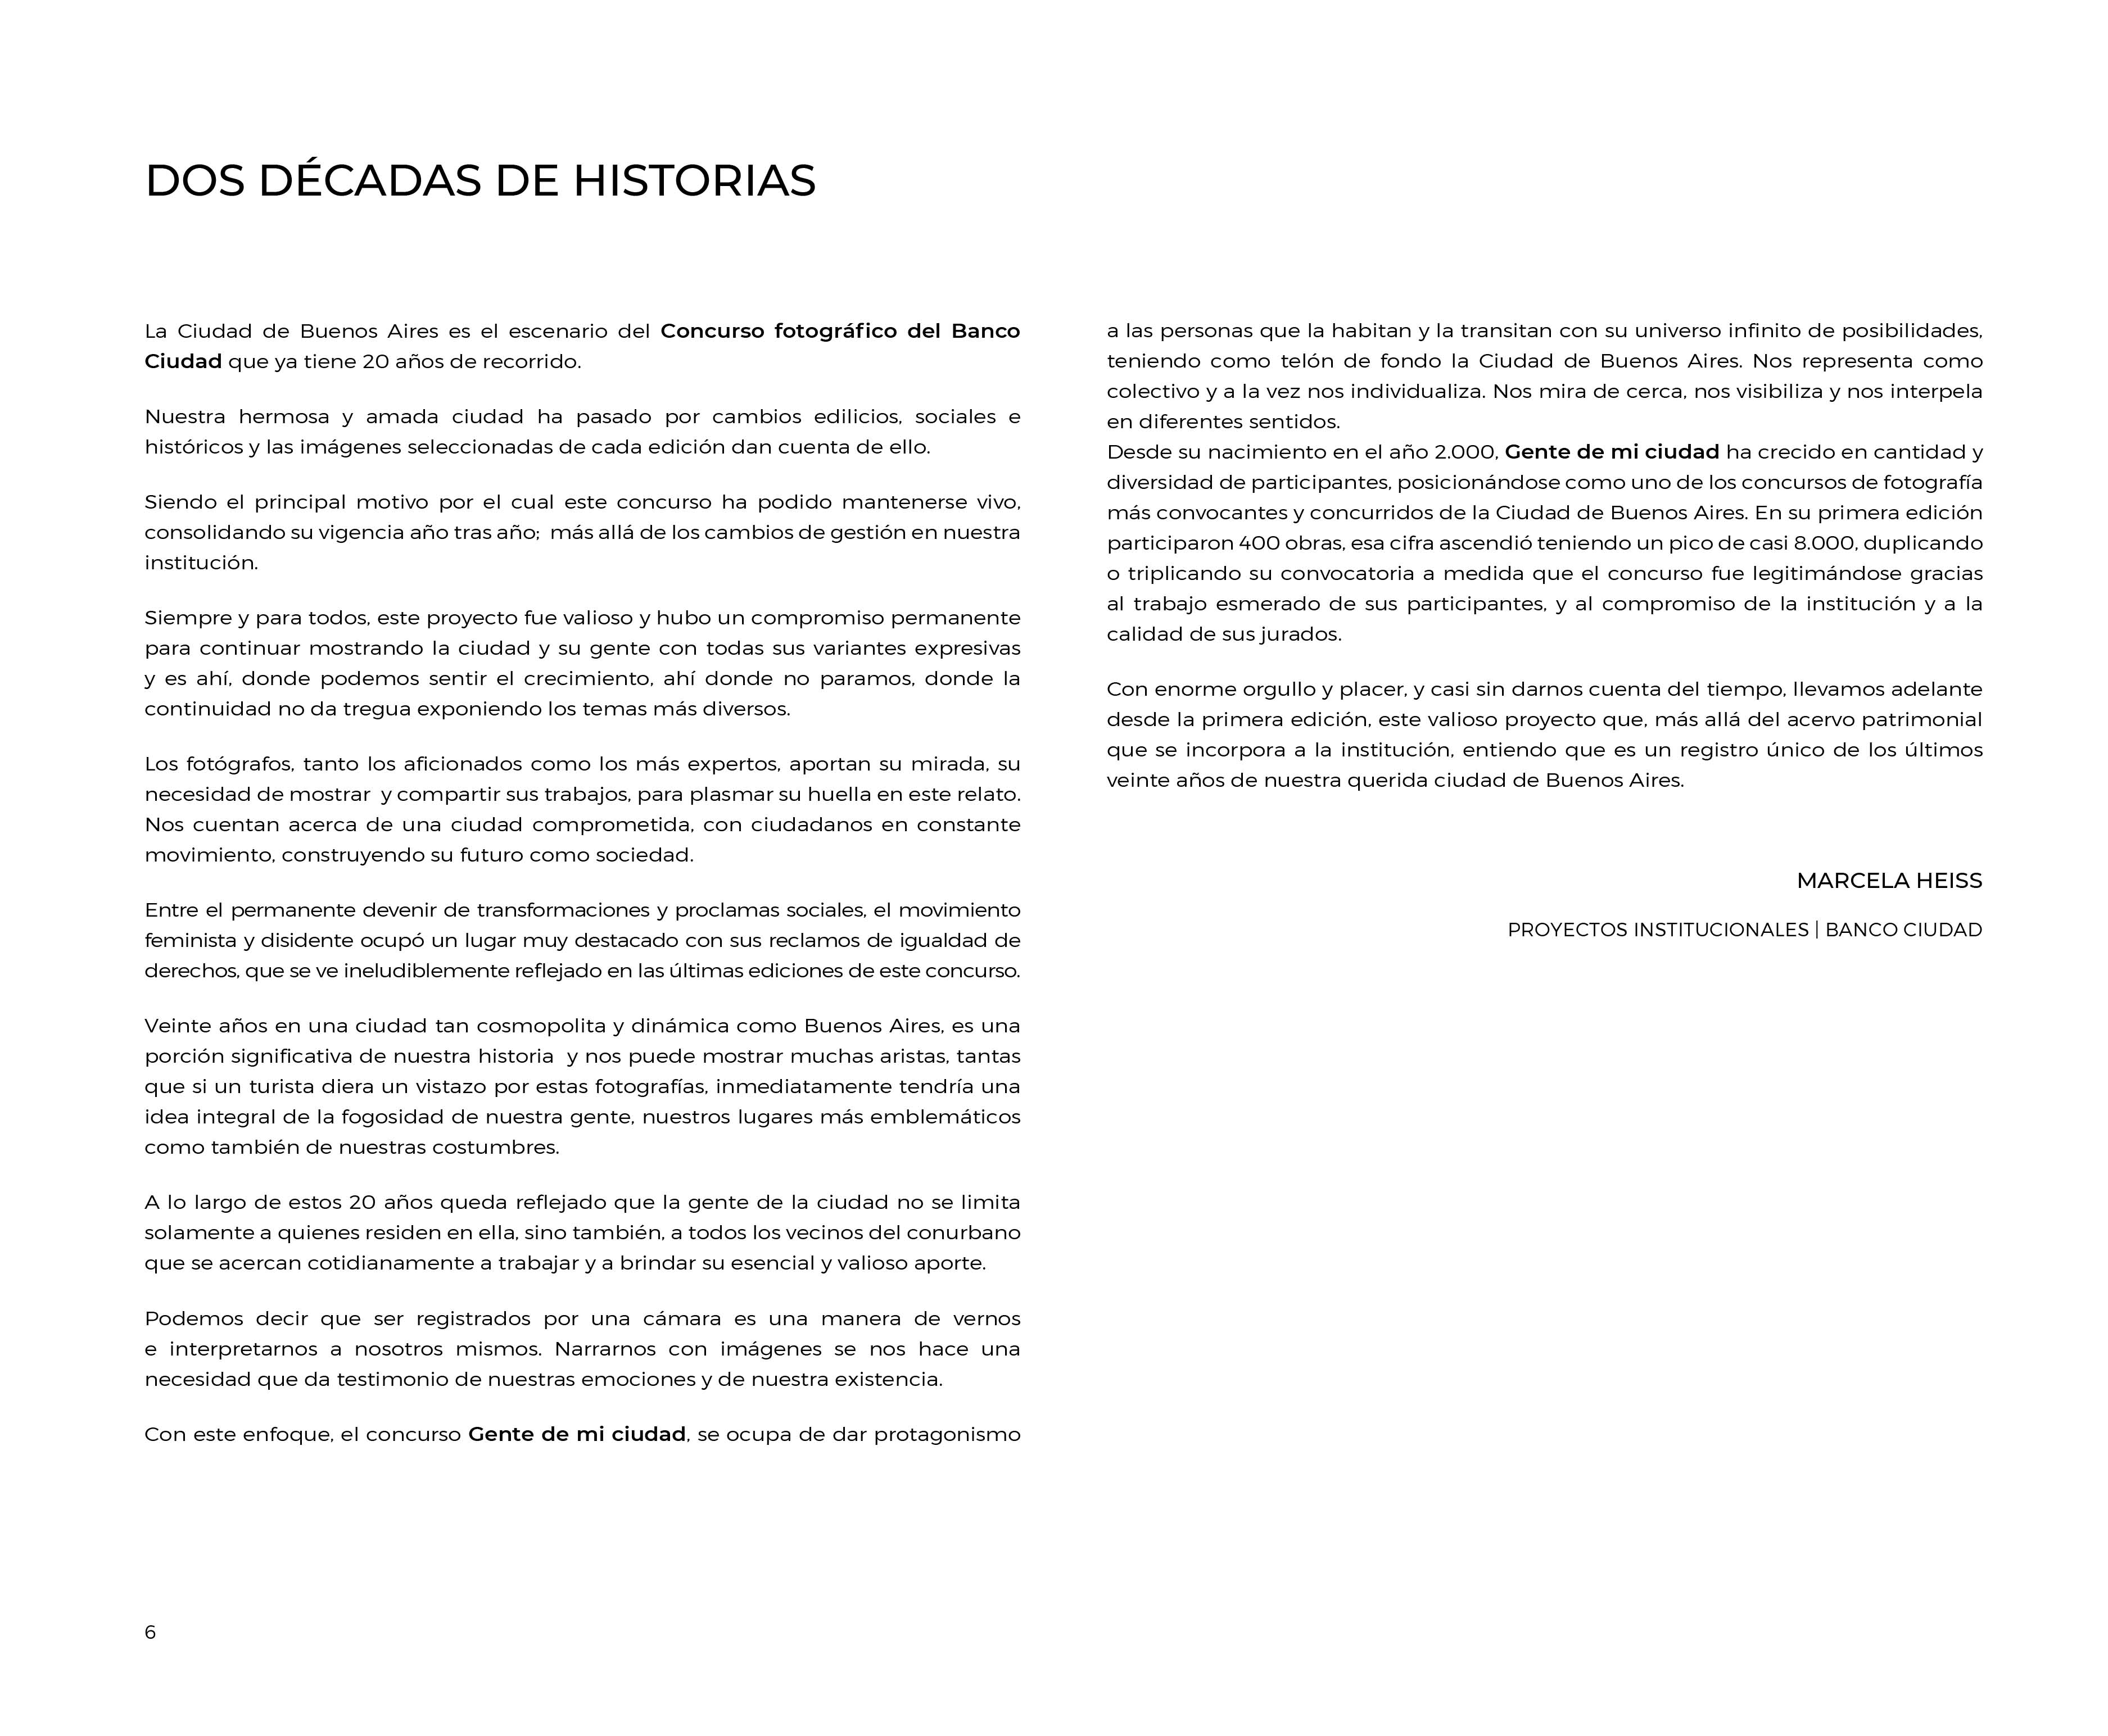 DOS DÉCADAS DE HISTORIAS
La Ciudad de Buenos Aires es el escenario del Concurso fotográfico del Banco
Ciudad que ya tiene 20 años de recorrido.
Nuestra hermosa y amada ciudad ha pasado por cambios edilicios, sociales e
históricos y las imágenes seleccionadas de cada edición dan cuenta de ello.
Siendo el principal motivo por el cual este concurso ha podido mantenerse vivo,
consolidando su vigencia año tras año;  más allá de los cambios de gestión en nuestra
institución.
Siempre y para todos, este proyecto fue valioso y hubo un compromiso permanente
para continuar mostrando la ciudad y su gente con todas sus variantes expresivas
y es ahí, donde podemos sentir el crecimiento, ahí donde no paramos, donde la
continuidad no da tregua exponiendo los temas más diversos.
Los fotógrafos, tanto los aficionados como los más expertos, aportan su mirada, su
necesidad de mostrar  y compartir sus trabajos, para plasmar su huella en este relato.
Nos cuentan acerca de una ciudad comprometida, con ciudadanos en constante
movimiento, construyendo su futuro como sociedad.
Entre el permanente devenir de transformaciones y proclamas sociales, el movimiento
feminista y disidente ocupó un lugar muy destacado con sus reclamos de igualdad de
derechos, que se ve ineludiblemente reflejado en las últimas ediciones de este concurso.
Veinte años en una ciudad tan cosmopolita y dinámica como Buenos Aires, es una
porción significativa de nuestra historia  y nos puede mostrar muchas aristas, tantas
que si un turista diera un vistazo por estas fotografías, inmediatamente tendría una
idea integral de la fogosidad de nuestra gente, nuestros lugares más emblemáticos
como también de nuestras costumbres.
A lo largo de estos 20 años queda reflejado que la gente de la ciudad no se limita
solamente a quienes residen en ella, sino también, a todos los vecinos del conurbano
que se acercan cotidianamente a trabajar y a brindar su esencial y valioso aporte.
Podemos decir que ser registrados por una cámara es una manera de vernos
e interpretarnos a nosotros mismos. Narrarnos con imágenes se nos hace una
necesidad que da testimonio de nuestras emociones y de nuestra existencia.
Con este enfoque, el concurso Gente de mi ciudad, se ocupa de dar protagonismo
a las personas que la habitan y la transitan con su universo infinito de posibilidades,
teniendo como telón de fondo la Ciudad de Buenos Aires. Nos representa como
colectivo y a la vez nos individualiza. Nos mira de cerca, nos visibiliza y nos interpela
en diferentes sentidos.
Desde su nacimiento en el año 2.000, Gente de mi ciudad ha crecido en cantidad y
diversidad de participantes, posicionándose como uno de los concursos de fotografía
más convocantes y concurridos de la Ciudad de Buenos Aires. En su primera edición
participaron 400 obras, esa cifra ascendió teniendo un pico de casi 8.000, duplicando
o triplicando su convocatoria a medida que el concurso fue legitimándose gracias
al trabajo esmerado de sus participantes, y al compromiso de la institución y a la
calidad de sus jurados.
Con enorme orgullo y placer, y casi sin darnos cuenta del tiempo, llevamos adelante
desde la primera edición, este valioso proyecto que, más allá del acervo patrimonial
que se incorpora a la institución, entiendo que es un registro único de los últimos
veinte años de nuestra querida ciudad de Buenos Aires.
MARCELA HEISS
PROYECTOS INSTITUCIONALES | BANCO CIUDAD
6